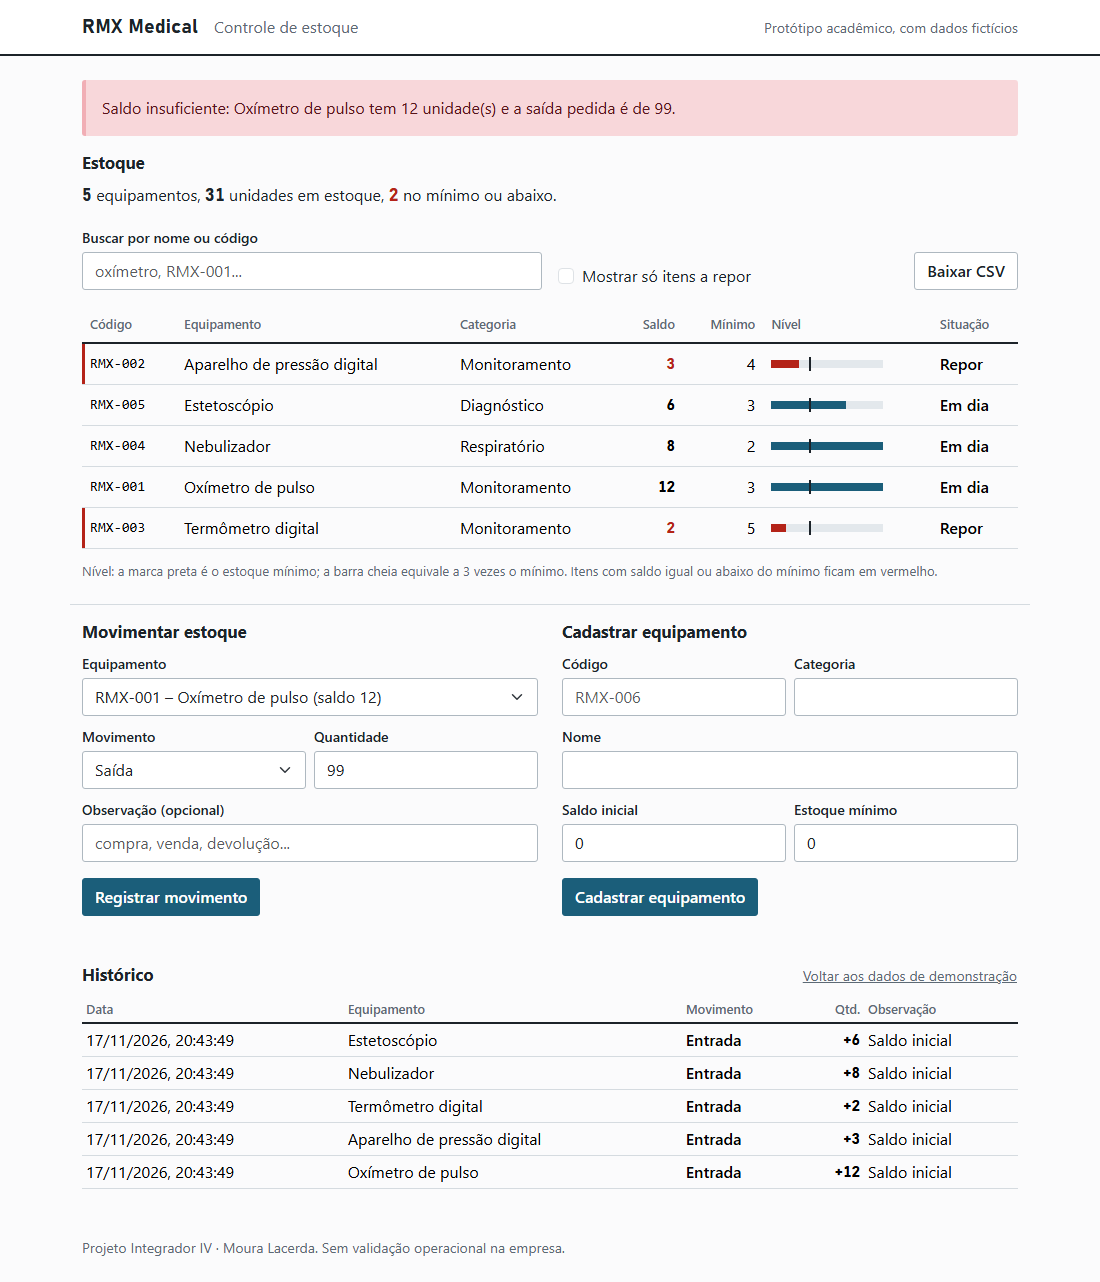 RMX Medical Controle de estoque Protótipo acadêmico, com dados fictícios
Saldo insuficiente: Oxímetro de pulso tem 12 unidade(s) e a saída pedida é de 99.
Estoque
5 equipamentos, 31 unidades em estoque, 2 no mínimo ou abaixo.
Buscar por nome ou código
oxímetro, RMX-001... Mostrar só itens a repor Baixar CSV
Código Equipamento Categoria Saldo Mínimo Nível Situação
RMX-002 Aparelho de pressão digital Monitoramento 3 4 Repor
RMX-005 Estetoscópio Diagnóstico 6 3 Em dia
RMX-004 Nebulizador Respiratório 8 2 Em dia
RMX-001 Oxímetro de pulso Monitoramento 12 3 Em dia
RMX-003 Termômetro digital Monitoramento 2 5 Repor
Nível: a marca preta é o estoque mínimo; a barra cheia equivale a 3 vezes o mínimo. Itens com saldo igual ou abaixo do mínimo ficam em vermelho.
Movimentar estoque
Equipamento
RMX-001 – Oxímetro de pulso (saldo 12)
Movimento Quantidade
Saída 99
Observação (opcional)
compra, venda, devolução...
Registrar movimento
Cadastrar equipamento
Código Categoria
RMX-006
Nome
Saldo inicial Estoque mínimo
0 0
Cadastrar equipamento
Histórico Voltar aos dados de demonstração
Data Equipamento Movimento Qtd. Observação
17/11/2026, 20:43:49 Estetoscópio Entrada +6 Saldo inicial
17/11/2026, 20:43:49 Nebulizador Entrada +8 Saldo inicial
17/11/2026, 20:43:49 Termômetro digital Entrada +2 Saldo inicial
17/11/2026, 20:43:49 Aparelho de pressão digital Entrada +3 Saldo inicial
17/11/2026, 20:43:49 Oxímetro de pulso Entrada +12 Saldo inicial
Projeto Integrador IV · Moura Lacerda. Sem validação operacional na empresa.